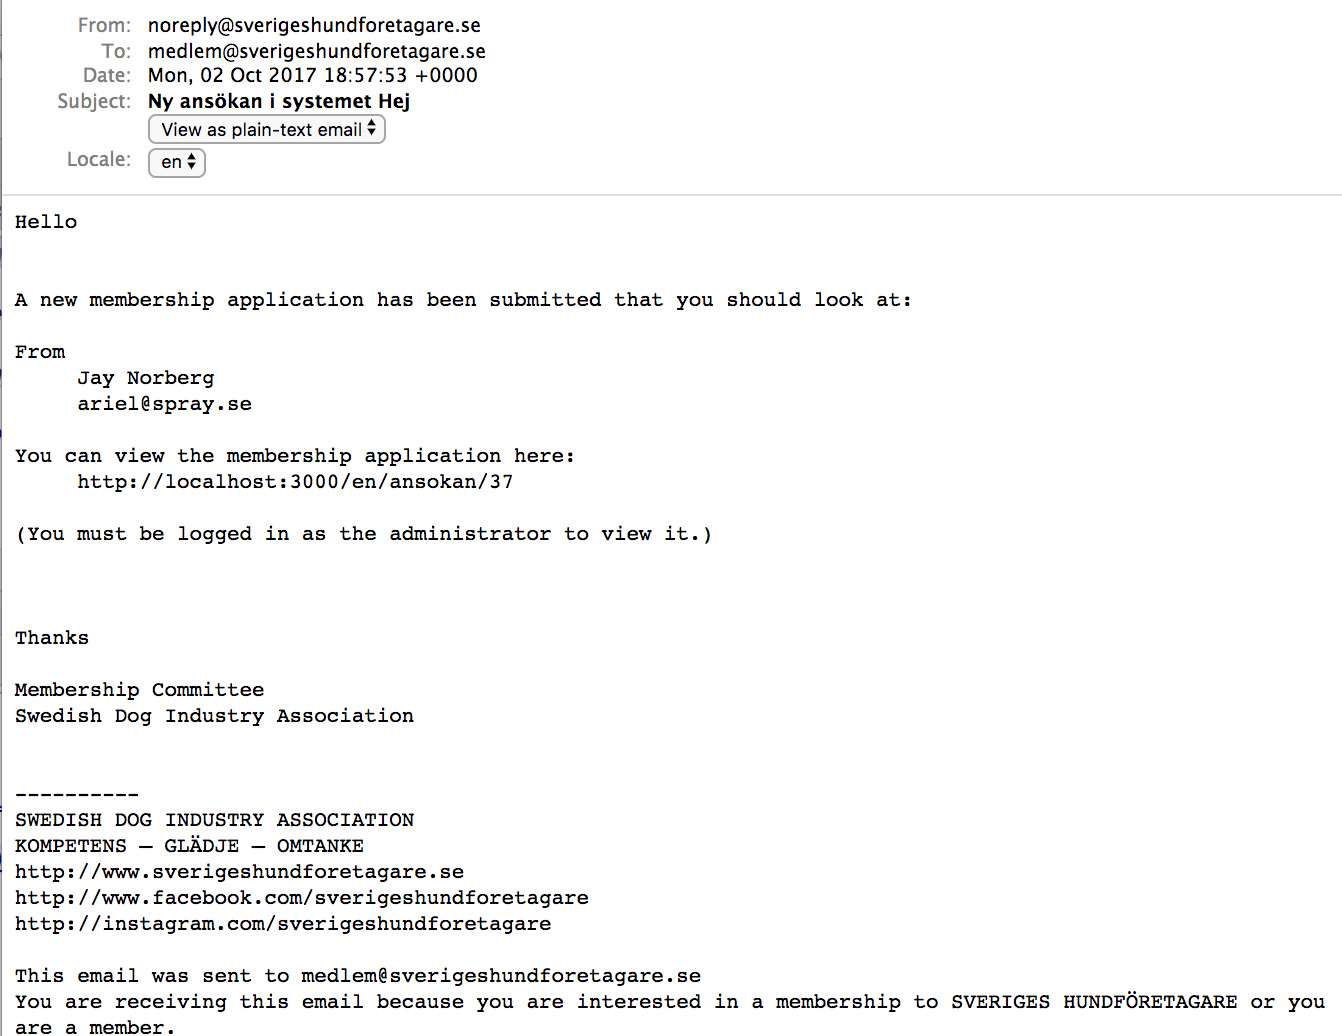 From: noreply@sverigeshundforetagare.se
To: medlem@sverigeshundforetagare.se
Date: Mon, 02 Oct 2017 18:57:53 +0000
Subject: Ny ansökan i systemet Hej
View as plain-text email
Locale: en
Hello
A new membership application has been submitted that you should look at:
From
Jay Norberg
ariel@spray.se
You can view the membership application here:
http://localhost:3000/en/ansokan/37
(You must be logged in as the administrator to view it.)
Thanks
Membership Committee
Swedish Dog Industry Association
----------
SWEDISH DOG INDUSTRY ASSOCIATION
KOMPETENS – GLÄDJE – OMTANKE
http://www.sverigeshundforetagare.se
http://www.facebook.com/sverigeshundforetagare
http://instagram.com/sverigeshundforetagare
This email was sent to medlem@sverigeshundforetagare.se
You are receiving this email because you are interested in a membership to SVERIGES HUNDFÖRETAGARE or you
are a member.